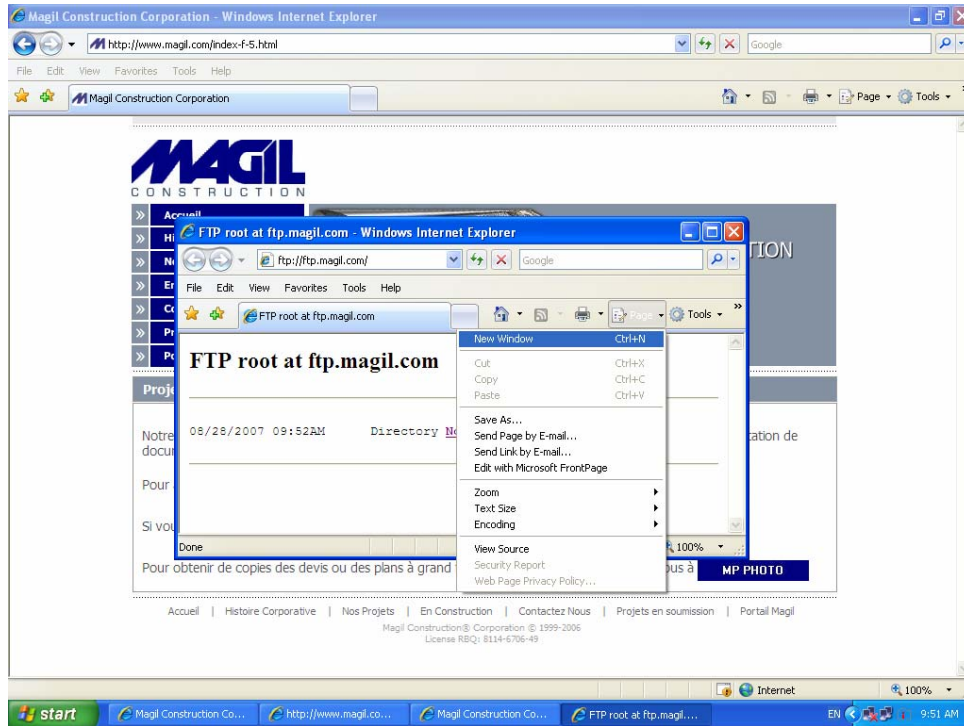 Magil Construction Corporation - Windows Internet Explorer
http://www.magil.com/index-f-5.html
Google
File Edit View Favorites Tools Help
Magil Construction Corporation
Page Tools
MAGIL
CONSTRUCTION
Accueil
FTP root at ftp.magil.com - Windows Internet Explorer
ftp://ftp.magil.com/
Google
File Edit View Favorites Tools Help
FTP root at ftp.magil.com
Page Tools
FTP root at ftp.magil.com
08/28/2007 09:52AM Directory
New Window Ctrl+N
Cut Ctrl+X
Copy Ctrl+C
Paste Ctrl+V
Save As...
Send Page by E-mail...
Send Link by E-mail...
Edit with Microsoft FrontPage
Zoom
Text Size
Encoding
View Source
Security Report
Web Page Privacy Policy...
Done
100%
Notre
Pour
Si
Pour obtenir de copies des devis ou des plans à grand
à MP PHOTO
Accueil | Histoire Corporative | Nos Projets | En Construction | Contactez Nous | Projets en soumission | Portail Magil
Magil Construction® Corporation © 1999-2006
License RBQ: 8114-6706-49
Internet 100%
start
Magil Construction Co...
http://www.magil.co...
Magil Construction Co...
FTP root at ftp.magil....
EN 9:51 AM